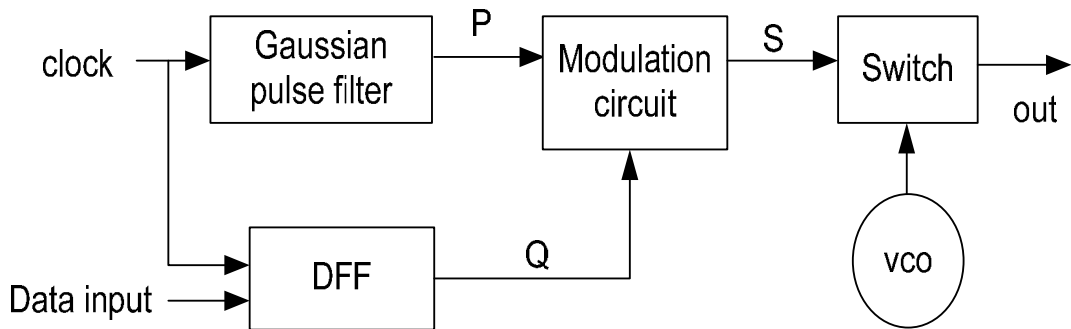 clock
Gaussian
pulse filter
P
Modulation
circuit
S
Switch
out
Data input
DFF
Q
vco